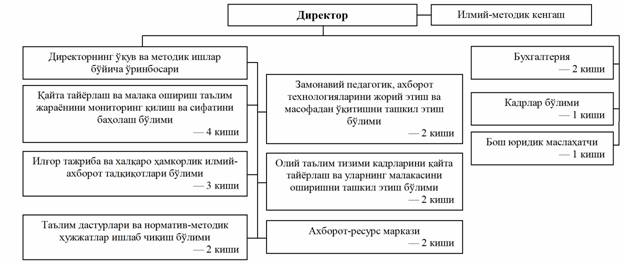 Директор
Илмий-методик кенгаш
Директорнинг ўқув ва методик ишлар
бўйича ўринбосари
Қайта тайёрлаш ва малака ошириш таълим
жараёнини мониторинг қилиш ва сифатини
баҳолаш бўлими
— 4 киши
Илғор тажриба ва халқаро ҳамкорлик илмий-
ахборот тадқиқотлари бўлими
— 3 киши
Таълим дастурлари ва норматив-методик
ҳужжатлар ишлаб чиқиш бўлими
— 2 киши
Замонавий педагогик, ахборот
технологияларини жорий этиш ва
масофадан ўқитишни ташкил этиш
бўлими
— 2 киши
Олий таълим тизими кадрларини қайта
тайёрлаш ва уларнинг малакасини
оширишни ташкил этиш бўлими
— 2 киши
Ахборот-ресурс маркази
— 2 киши
Бухгалтерия
— 2 киши
Кадрлар бўлими
— 1 киши
Бош юридик маслаҳатчи
— 1 киши